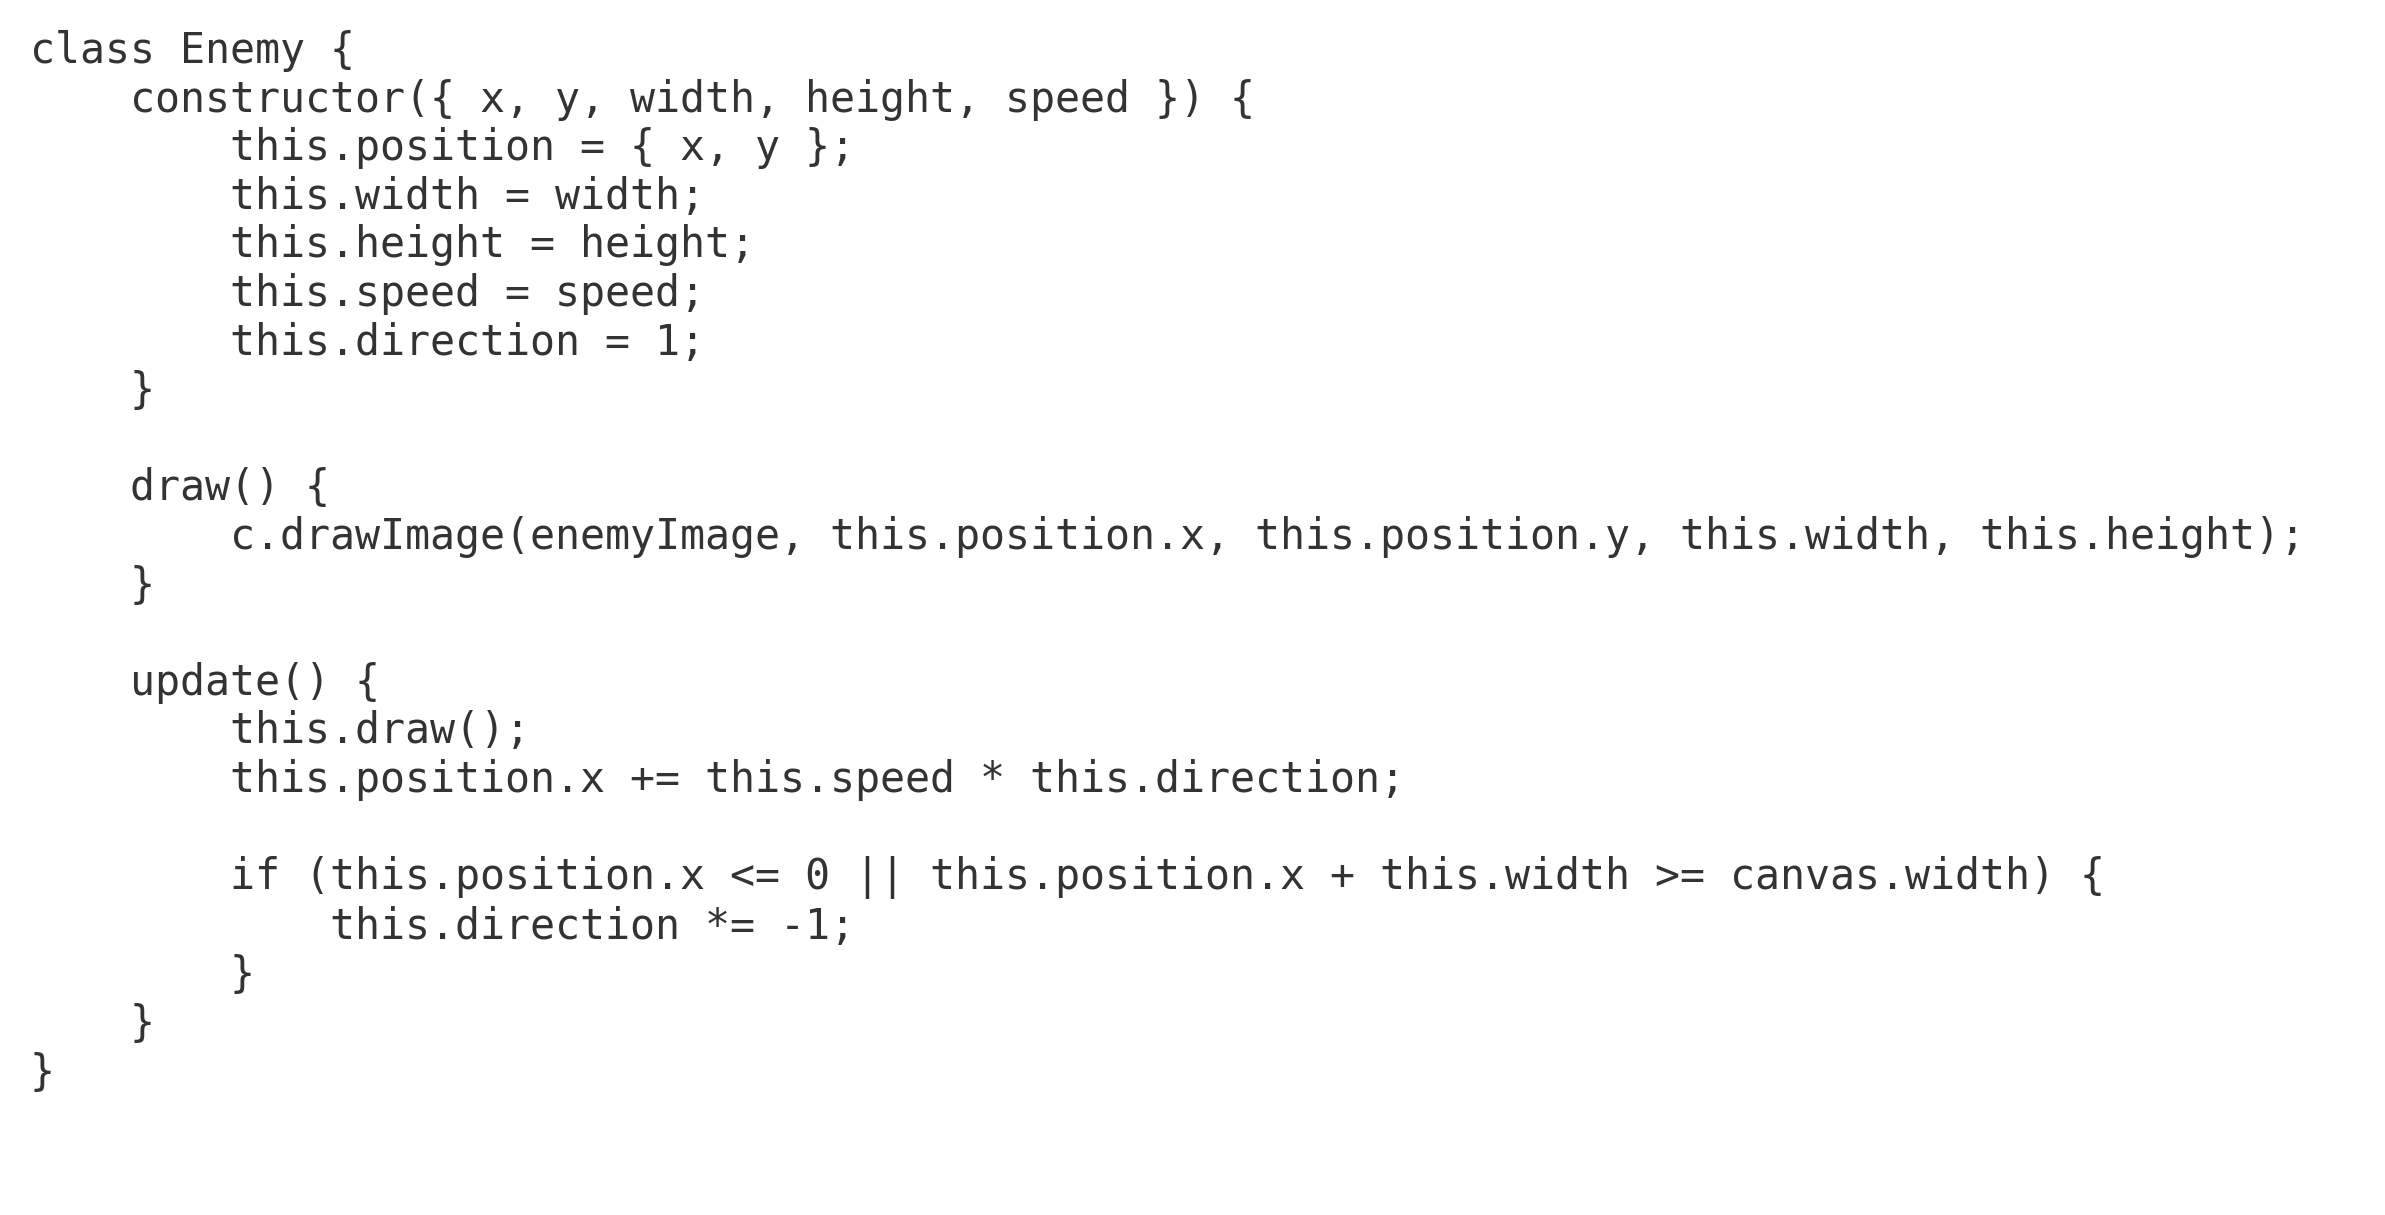 class Enemy {
    constructor({ x, y, width, height, speed }) {
        this.position = { x, y };
        this.width = width;
        this.height = height;
        this.speed = speed;
        this.direction = 1;
    }

    draw() {
        c.drawImage(enemyImage, this.position.x, this.position.y, this.width, this.height);
    }

    update() {
        this.draw();
        this.position.x += this.speed * this.direction;

        if (this.position.x <= 0 || this.position.x + this.width >= canvas.width) {
            this.direction *= -1;
        }
    }
}